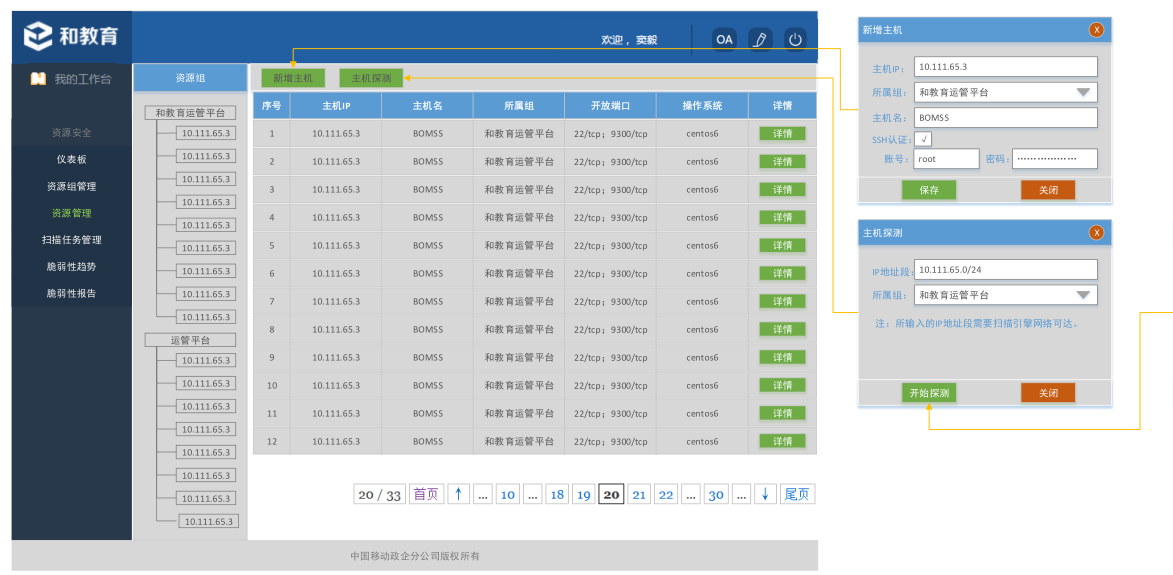 和教育
欢迎，窦毅
OA
我的工作台
资源安全
仪表板
资源组管理
资源管理
扫描任务管理
脆弱性趋势
脆弱性报告
资源组
和教育运管平台
10.111.65.3
10.111.65.3
10.111.65.3
10.111.65.3
10.111.65.3
10.111.65.3
10.111.65.3
10.111.65.3
10.111.65.3
运管平台
10.111.65.3
10.111.65.3
10.111.65.3
10.111.65.3
10.111.65.3
10.111.65.3
10.111.65.3
10.111.65.3
新增主机 主机探测
序号 主机IP 主机名 所属组 开放端口 操作系统 详情
1 10.111.65.3 BOMSS 和教育运管平台 22/tcp; 9300/tcp centos6 详情
2 10.111.65.3 BOMSS 和教育运管平台 22/tcp; 9300/tcp centos6 详情
3 10.111.65.3 BOMSS 和教育运管平台 22/tcp; 9300/tcp centos6 详情
4 10.111.65.3 BOMSS 和教育运管平台 22/tcp; 9300/tcp centos6 详情
5 10.111.65.3 BOMSS 和教育运管平台 22/tcp; 9300/tcp centos6 详情
6 10.111.65.3 BOMSS 和教育运管平台 22/tcp; 9300/tcp centos6 详情
7 10.111.65.3 BOMSS 和教育运管平台 22/tcp; 9300/tcp centos6 详情
8 10.111.65.3 BOMSS 和教育运管平台 22/tcp; 9300/tcp centos6 详情
9 10.111.65.3 BOMSS 和教育运管平台 22/tcp; 9300/tcp centos6 详情
10 10.111.65.3 BOMSS 和教育运管平台 22/tcp; 9300/tcp centos6 详情
11 10.111.65.3 BOMSS 和教育运管平台 22/tcp; 9300/tcp centos6 详情
12 10.111.65.3 BOMSS 和教育运管平台 22/tcp; 9300/tcp centos6 详情
20 / 33 首页 ↑ ... 10 ... 18 19 20 21 22 ... 30 ... ↓ 尾页
中国移动政企分公司版权所有
新增主机 X
主机IP: 10.111.65.3
所属组: 和教育运管平台
主机名: BOMSS
SSH认证: √
账号: root 密码: ................
保存 关闭
主机探测 X
IP地址段: 10.111.65.0/24
所属组: 和教育运管平台
注：所输入的IP地址段需要扫描引擎网络可达。
开始探测 关闭